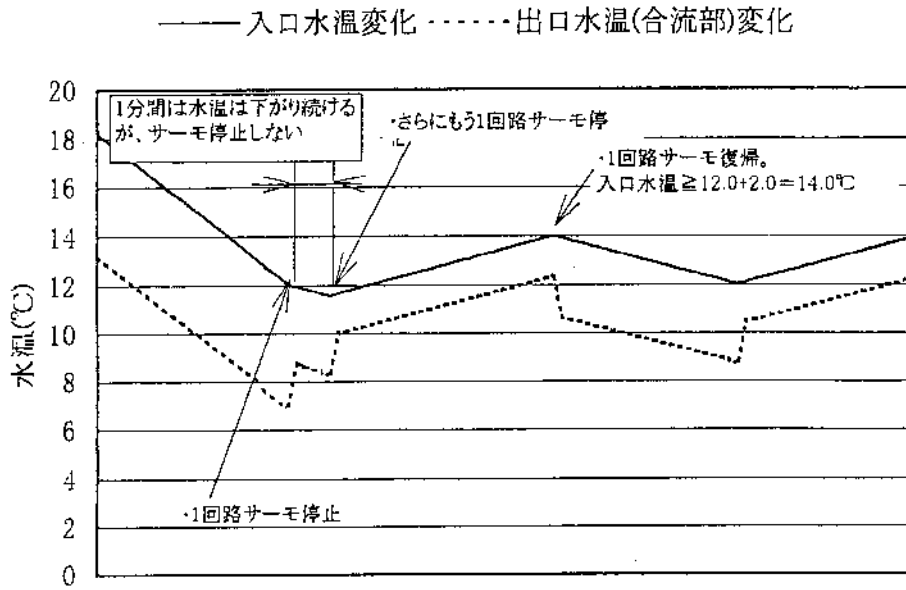 入口水温変化 出口水温(合流部)変化
1分間は水温は下がり続ける
が、サーモ停止しない
・さらにもう1回路サーモ停
止
・1回路サーモ復帰。
入口水温≧12.0+2.0=14.0℃
・1回路サーモ停止
水温(℃)
20
18
16
14
12
10
8
6
4
2
0